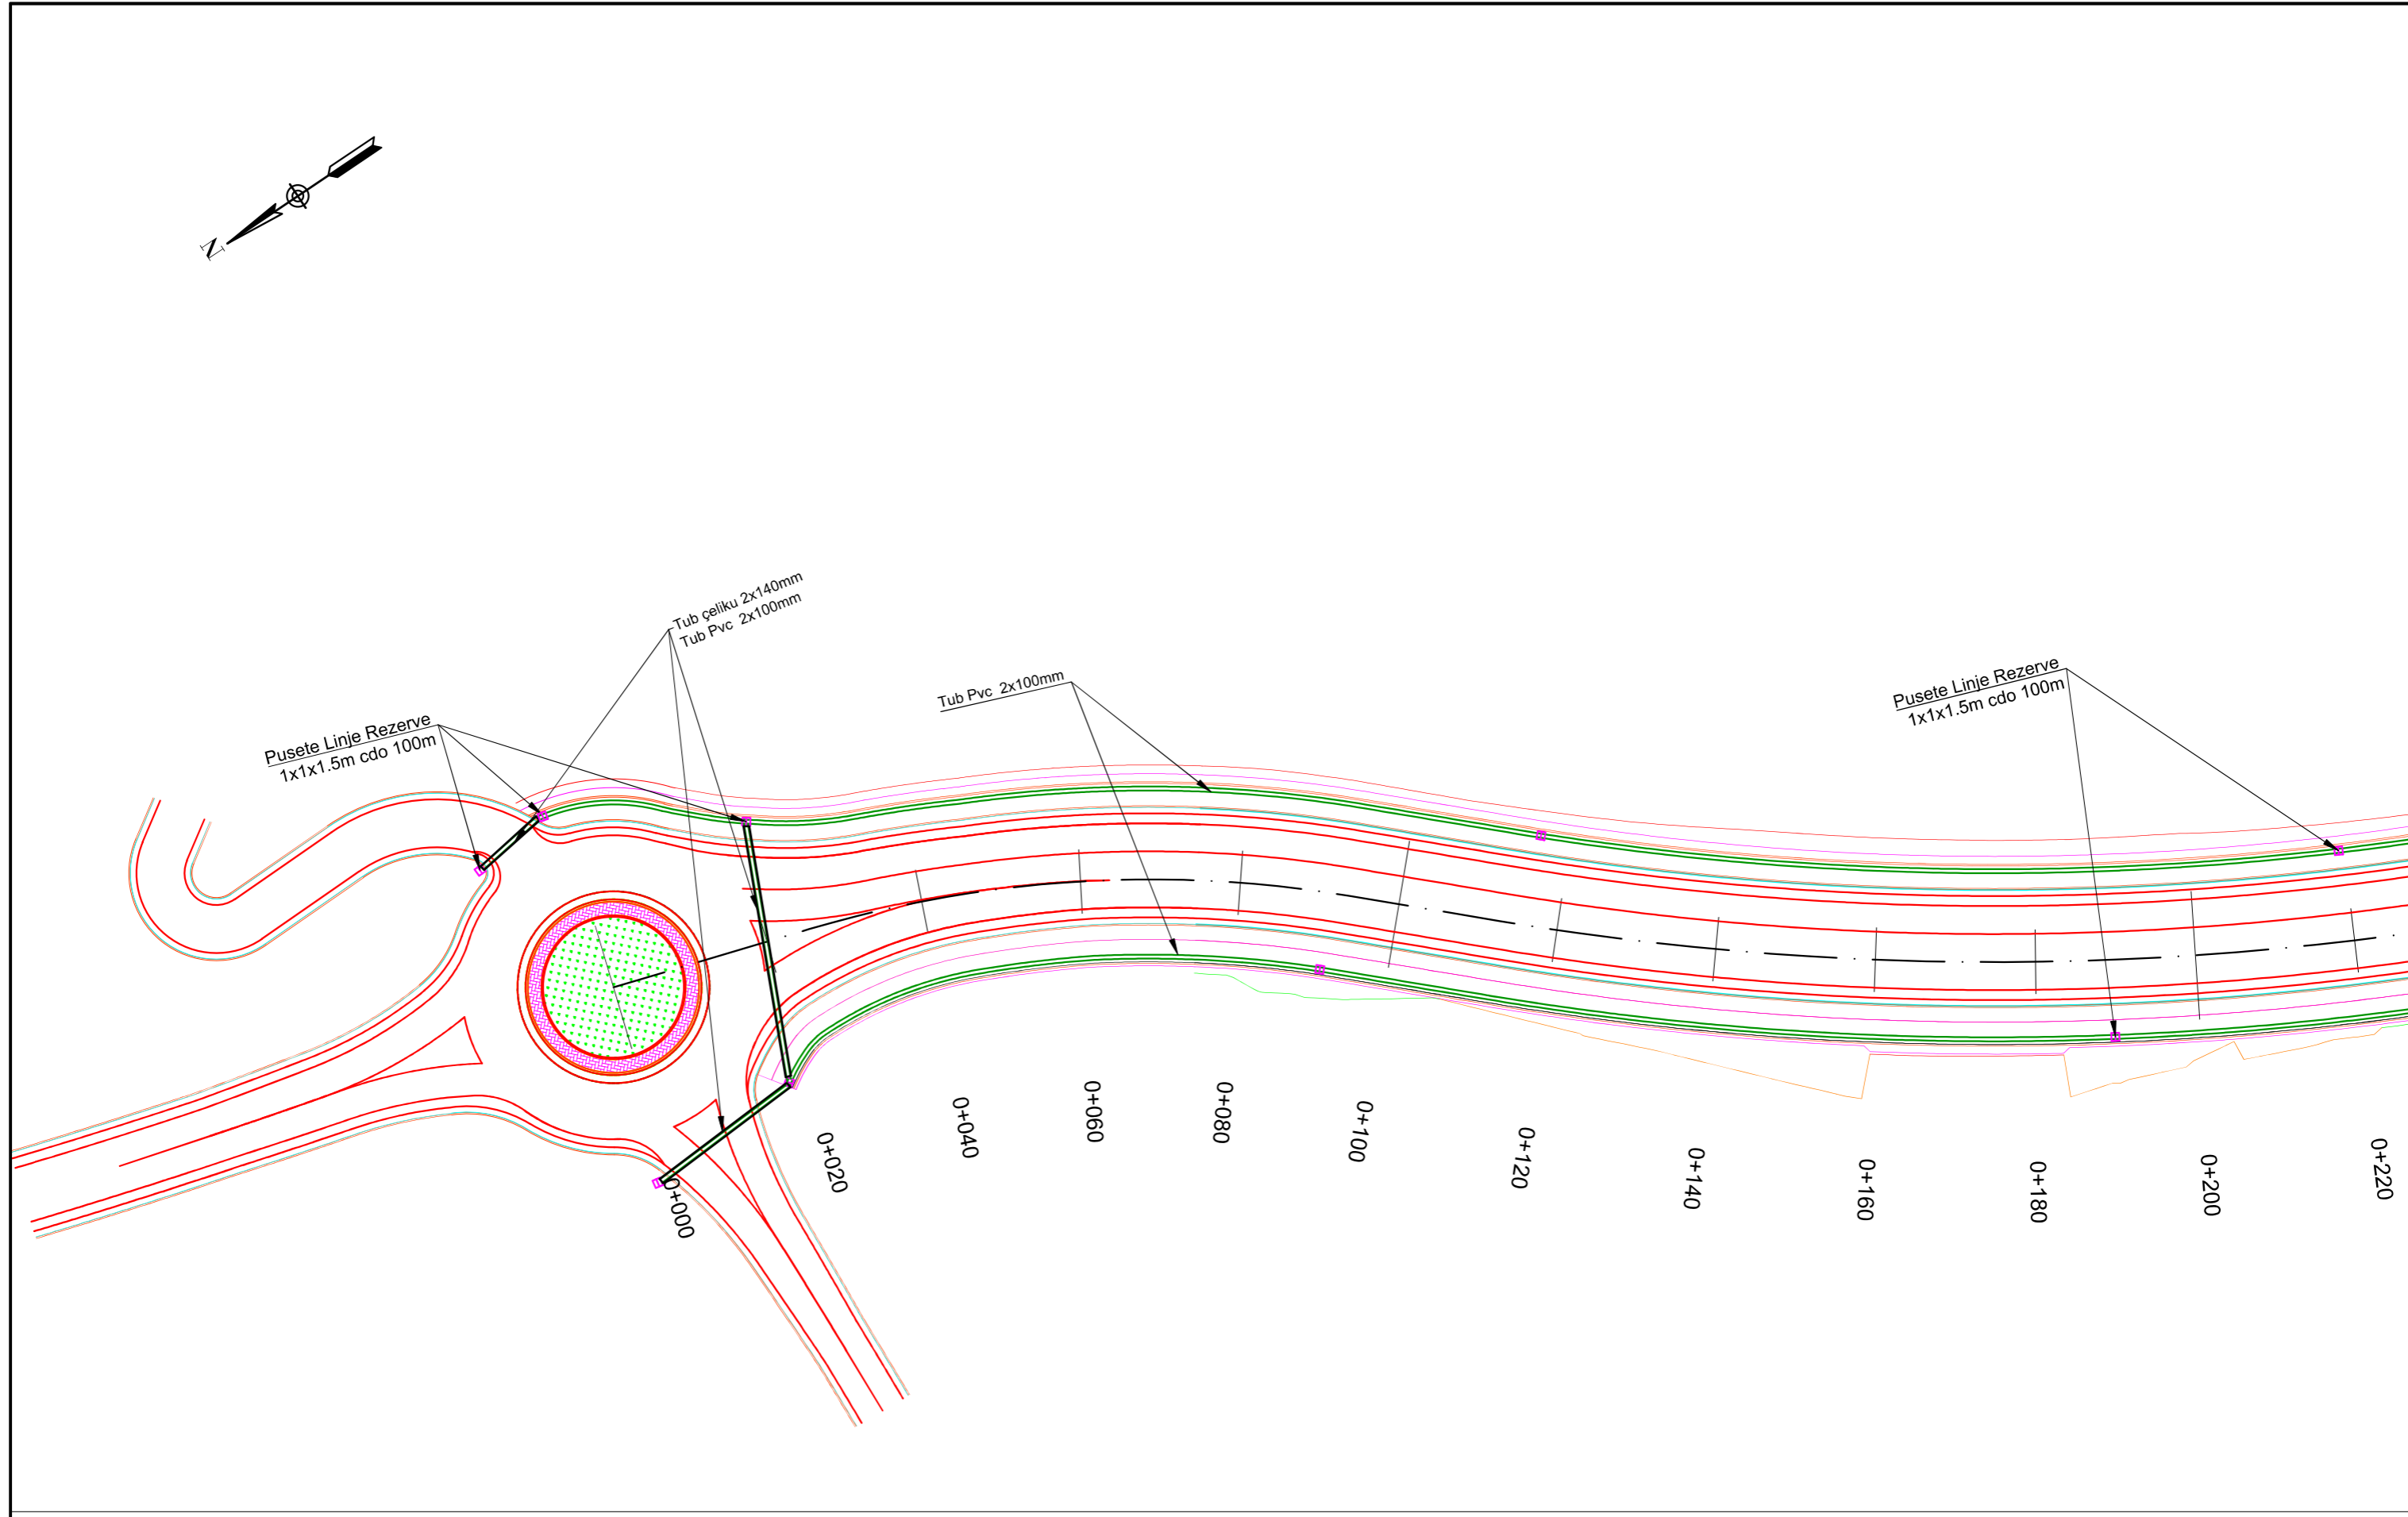 N
Tub çeliku 2x140mm
Tub Pvc  2x100mm
Tub Pvc  2x100mm
Pusete Linje Rezerve
1x1x1.5m cdo 100m
Pusete Linje Rezerve
1x1x1.5m cdo 100m
0+000
0+020
0+040
0+060
0+080
0+100
0+120
0+140
0+160
0+180
0+200
0+220